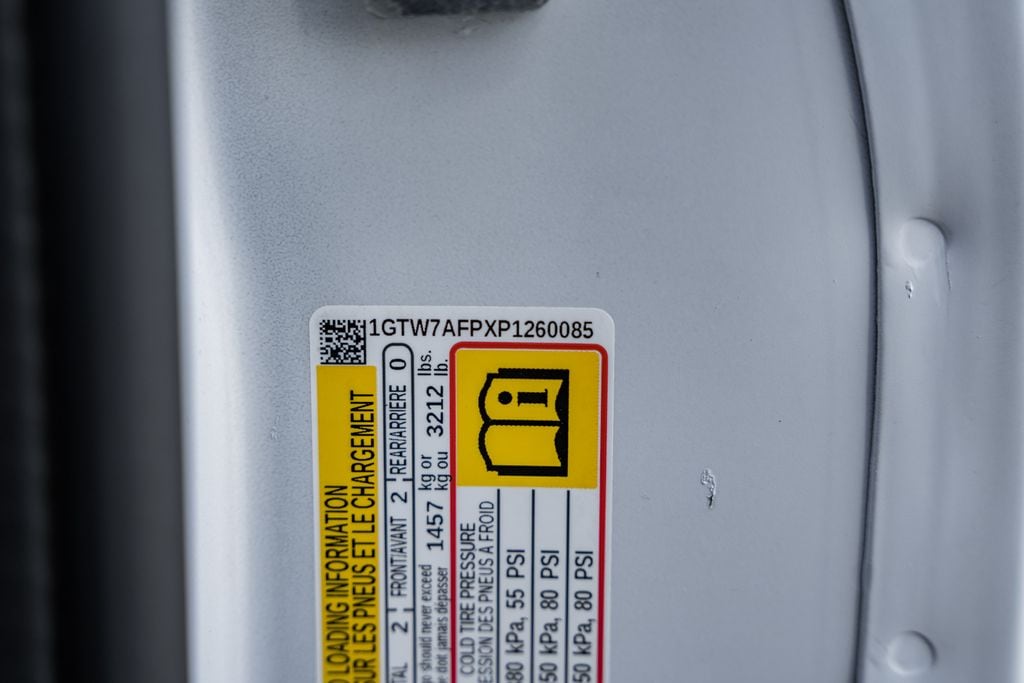 1GTW7AFPXP1260085
LOADING INFORMATION
SUR LES PNEUS ET LE CHARGEMENT
2 FRONT/AVANT 2 REAR/ARRIÈRE 0
should never exceed 1457 kg or 3212 lbs.
doit jamais dépasser kg ou lb.
COLD TIRE PRESSURE
DES PNEUS À FROID
kPa, 55 PSI
kPa, 80 PSI
kPa, 80 PSI